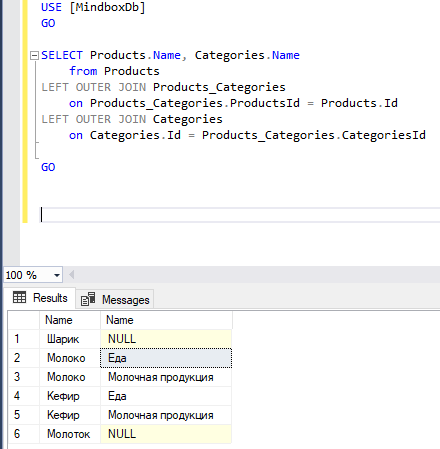 USE [MindboxDb]
GO
SELECT Products.Name, Categories.Name
from Products
LEFT OUTER JOIN Products_Categories
on Products_Categories.ProductsId = Products.Id
LEFT OUTER JOIN Categories
on Categories.Id = Products_Categories.CategoriesId
GO
100 %
Results Messages
Name Name
1 Шарик NULL
2 Молоко Еда
3 Молоко Молочная продукция
4 Кефир Еда
5 Кефир Молочная продукция
6 Молоток NULL